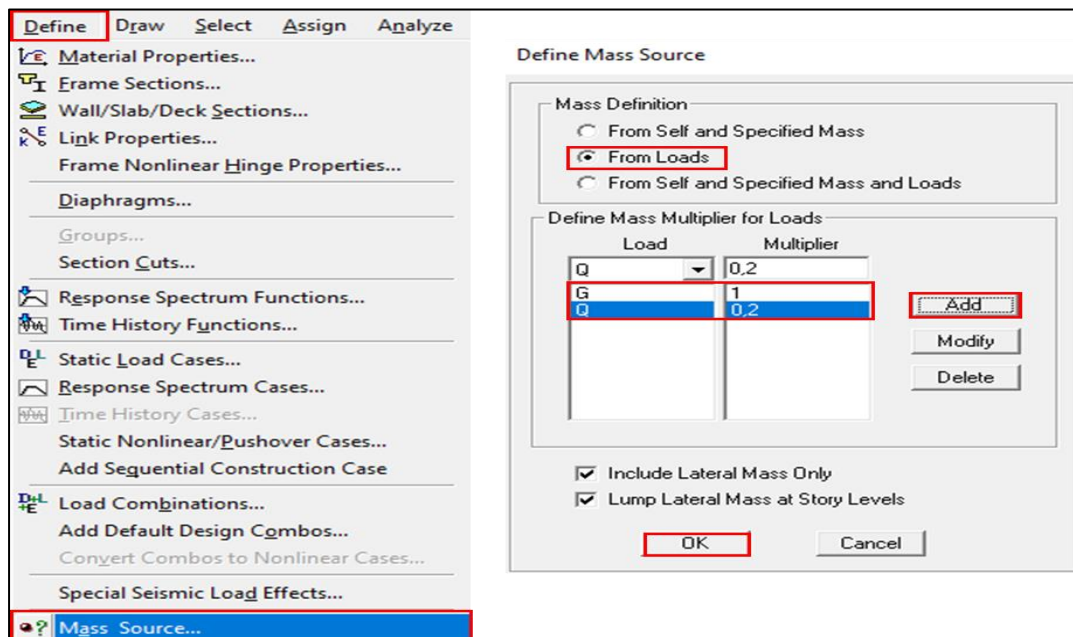 Define Draw Select Assign Analyze
Material Properties...
Frame Sections...
Wall/Slab/Deck Sections...
Link Properties...
Frame Nonlinear Hinge Properties...
Diaphragms...
Groups...
Section Cuts...
Response Spectrum Functions...
Time History Functions...
Static Load Cases...
Response Spectrum Cases...
Time History Cases...
Static Nonlinear/Pushover Cases...
Add Sequential Construction Case
Load Combinations...
Add Default Design Combos...
Convert Combos to Nonlinear Cases...
Special Seismic Load Effects...
Mass Source...
Define Mass Source
Mass Definition
From Self and Specified Mass
From Loads
From Self and Specified Mass and Loads
Define Mass Multiplier for Loads
Load Multiplier
Q 0,2
G 1
Q 0,2
Add
Modify
Delete
Include Lateral Mass Only
Lump Lateral Mass at Story Levels
OK Cancel